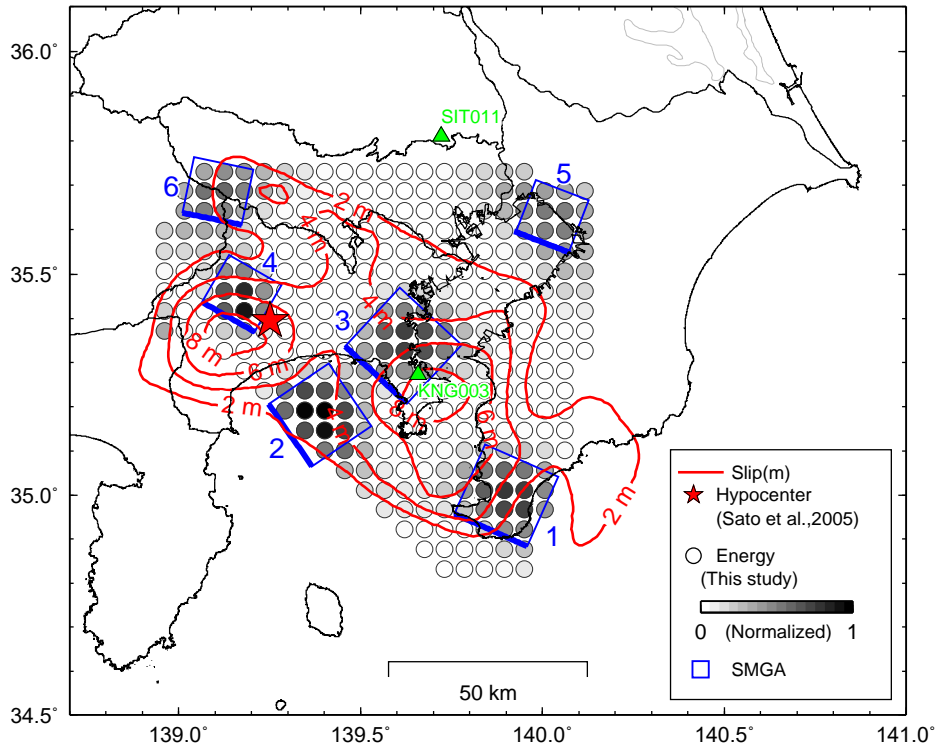 36.0°
35.5°
35.0°
34.5°
139.0°
139.5°
140.0°
140.5°
141.0°
SIT011
KNG003
6
5
4
3
2
1
2 m
4 m
4 m
8 m
6 m
2 m
4 m
8 m
6 m
2 m
50 km
Slip(m)
Hypocenter
(Sato et al.,2005)
Energy
(This study)
0 (Normalized) 1
SMGA